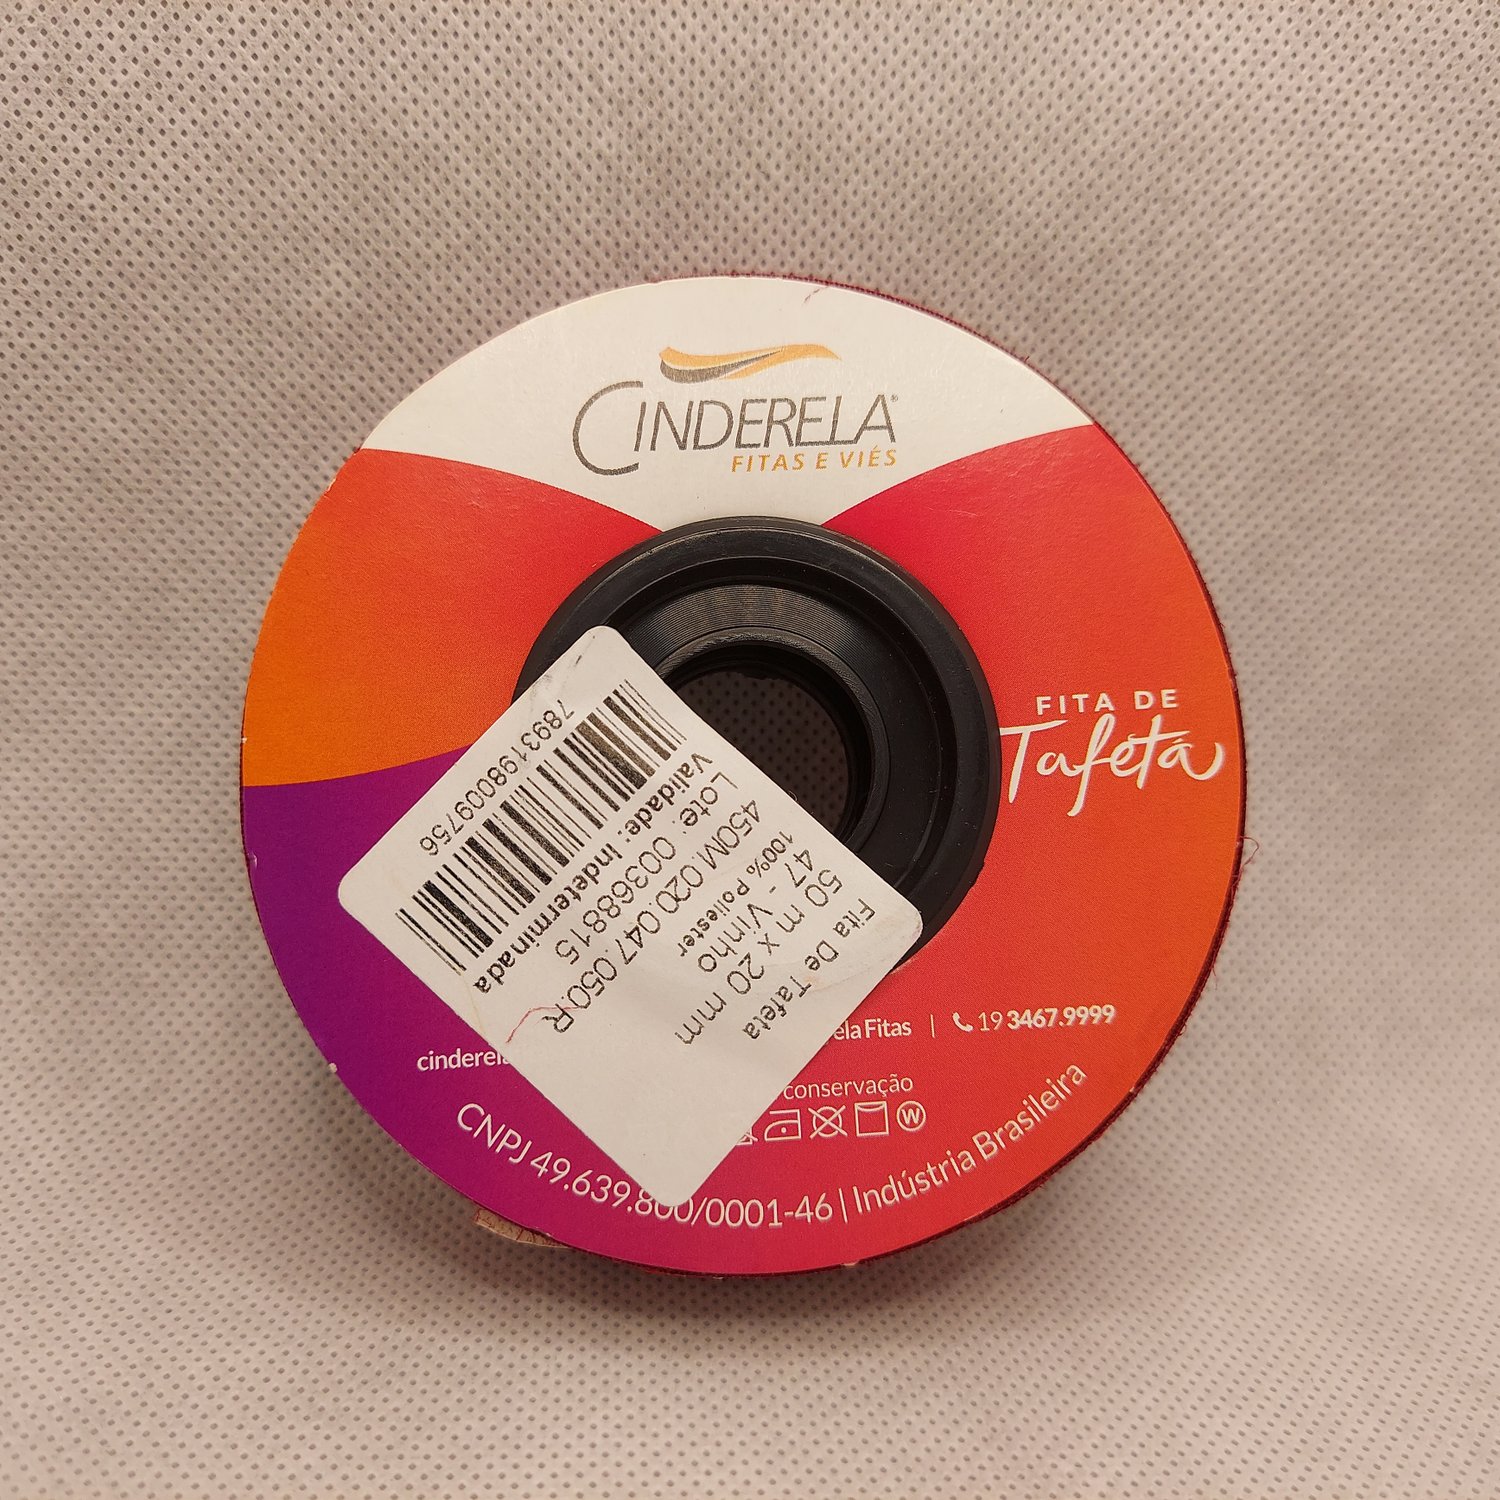 CINDERELA®
FITAS E VIÉS
FITA DE
Tafetá
Fita De Tafeta
50 m x 20 mm
47 - Vinho
100% Poliester
450M.020.047.050.R
Lote: 00368815
Validade: Indeterminada
7893198009756
ela Fitas | 19 3467.9999
cinderela
conservação
W
CNPJ 49.639.800/0001-46 | Indústria Brasileira